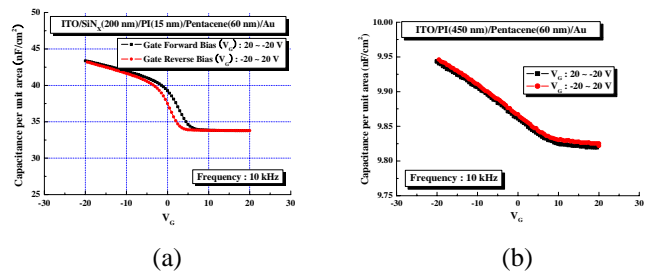 ITO/SiNX(200 nm)/PI(15 nm)/Pentacene(60 nm)/Au
Gate Forward Bias (VG) : 20 ~ -20 V
Gate Reverse Bias (VG) : -20 ~ 20 V
Capacitance per unit area (nF/cm²)
50
45
40
35
30
25
Frequency : 10 kHz
-30
-20
-10
0
10
20
30
VG
(a)
ITO/PI(450 nm)/Pentacene(60 nm)/Au
VG : 20 ~ -20 V
VG : -20 ~ 20 V
Capacitance per unit area (nF/cm²)
10.00
9.95
9.90
9.85
9.80
9.75
Frequency : 10 kHz
-30
-20
-10
0
10
20
30
VG
(b)